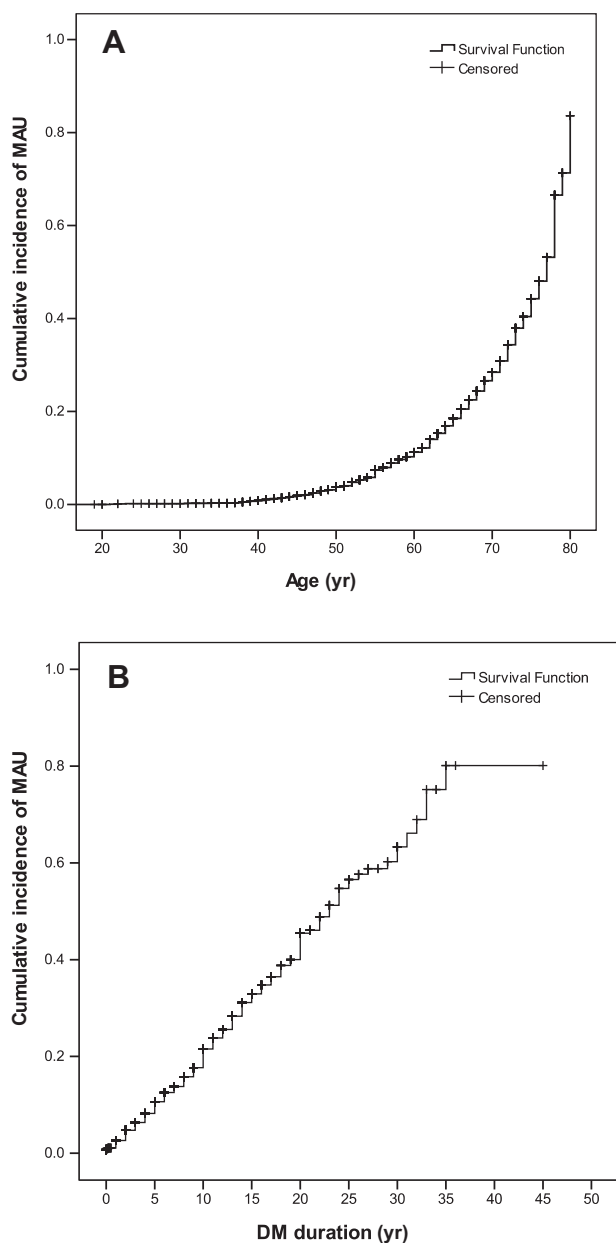 A
Survival Function
Censored
Cumulative incidence of MAU
1.0
0.8
0.6
0.4
0.2
0.0
20 30 40 50 60 70 80
Age (yr)
B
Survival Function
Censored
Cumulative incidence of MAU
1.0
0.8
0.6
0.4
0.2
0.0
0 5 10 15 20 25 30 35 40 45 50
DM duration (yr)